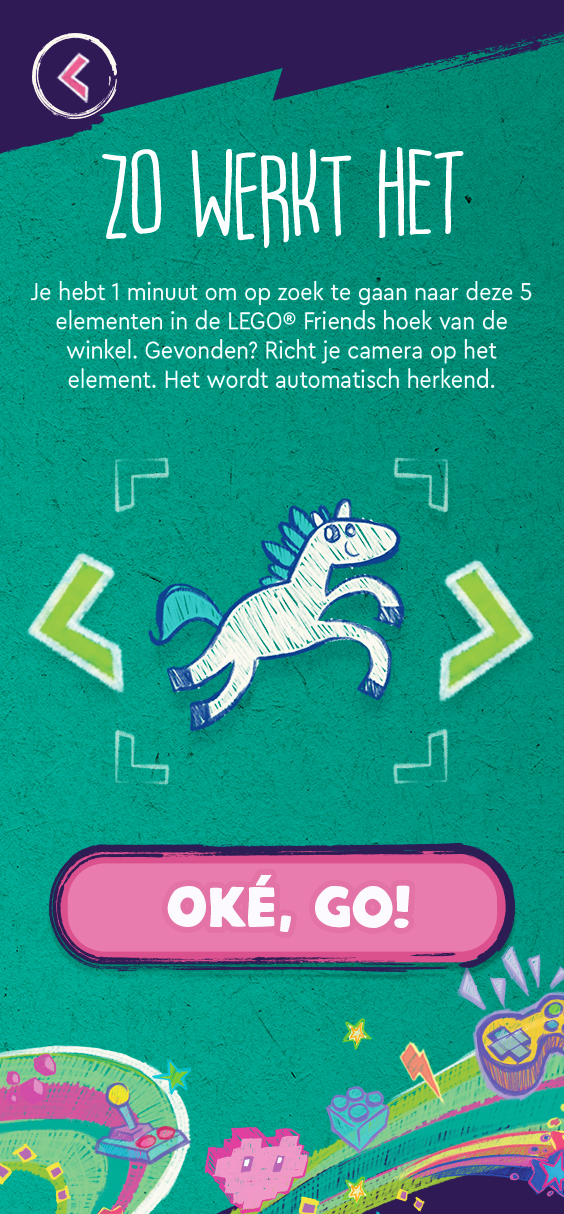 ZO WERKT HET
Je hebt 1 minuut om op zoek te gaan naar deze 5
elementen in de LEGO® Friends hoek van de
winkel. Gevonden? Richt je camera op het
element. Het wordt automatisch herkend.
OKÉ, GO!